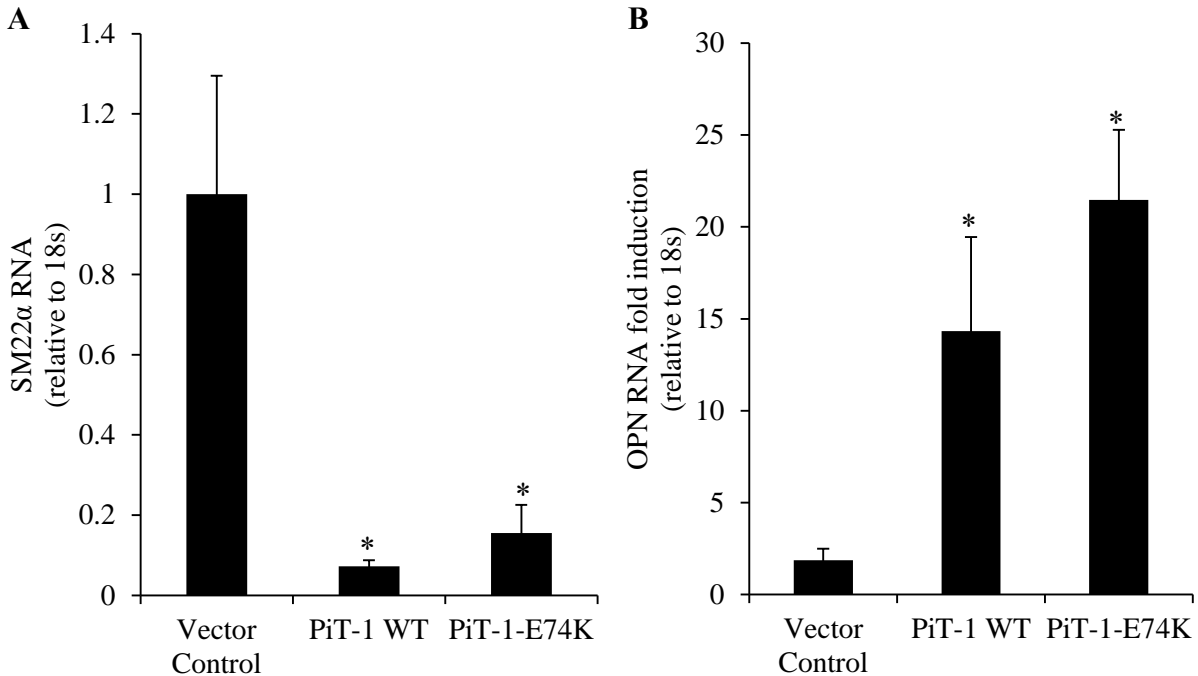 A
SM22α RNA
(relative to 18s)
1.4
1.2
1
0.8
0.6
0.4
0.2
0
*
*
Vector
Control
PiT-1 WT
PiT-1-E74K
B
OPN RNA fold induction
(relative to 18s)
30
25
20
15
10
5
0
*
*
Vector
Control
PiT-1 WT
PiT-1-E74K